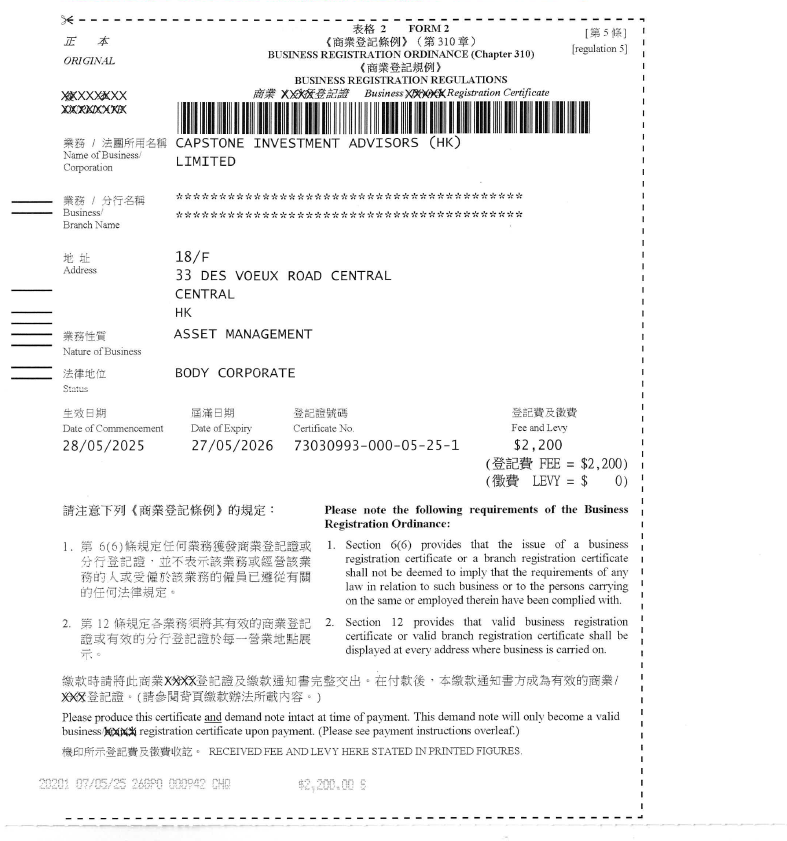 表格 2 FORM 2
《商業登記條例》（第310章）
[第5條]
正 本
BUSINESS REGISTRATION ORDINANCE (Chapter 310)
[regulation 5]
ORIGINAL
《商業登記規例》
BUSINESS REGISTRATION REGULATIONS
商業 登記證 Business Registration Certificate
業務 / 法團所用名稱 CAPSTONE INVESTMENT ADVISORS (HK)
Name of Business/
LIMITED
Corporation
業務 / 分行名稱 ****************************************
Business/
****************************************
Branch Name
地 址 18/F
Address
33 DES VOEUX ROAD CENTRAL
CENTRAL
HK
業務性質 ASSET MANAGEMENT
Nature of Business
法律地位 BODY CORPORATE
Status
生效日期 屆滿日期 登記證號碼 登記費及徵費
Date of Commencement Date of Expiry Certificate No. Fee and Levy
28/05/2025 27/05/2026 73030993-000-05-25-1 $2,200
(登記費 FEE = $2,200)
(徵費 LEVY = $ 0)
請注意下列《商業登記條例》的規定：
1. 第 6(6) 條規定任何業務獲發商業登記證或
分行登記證，並不表示該業務或經營該業
務的人或受僱於該業務的僱員已遵從有關
的任何法律規定。
2. 第 12 條規定各業務須將其有效的商業登記
證或有效的分行登記證於每一營業地點展
示。
Please note the following requirements of the Business
Registration Ordinance:
1. Section 6(6) provides that the issue of a business
registration certificate or a branch registration certificate
shall not be deemed to imply that the requirements of any
law in relation to such business or to the persons carrying
on the same or employed therein have been complied with.
2. Section 12 provides that valid business registration
certificate or valid branch registration certificate shall be
displayed at every address where business is carried on.
繳款時請將此商業 登記證及繳款通知書完整交出。在付款後，本繳款通知書方成為有效的商業/
登記證。(請參閱背頁繳款辦法所載內容。)
Please produce this certificate and demand note intact at time of payment. This demand note will only become a valid
business registration certificate upon payment. (Please see payment instructions overleaf.)
機印所示登記費及徵費收訖。 RECEIVED FEE AND LEVY HERE STATED IN PRINTED FIGURES.
20201 07/05/25 26GPO 000942 CHQ $2,200.00